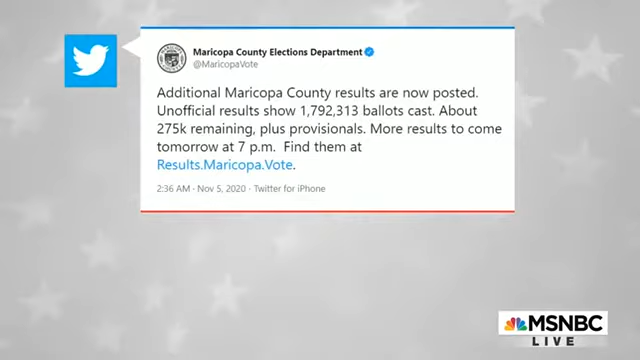 Maricopa County Elections Department
@MaricopaVote
Additional Maricopa County results are now posted.
Unofficial results show 1,792,313 ballots cast. About
275k remaining, plus provisionals. More results to come
tomorrow at 7 p.m. Find them at
Results.Maricopa.Vote.
2:36 AM - Nov 5, 2020 - Twitter for iPhone
MSNBC
LIVE